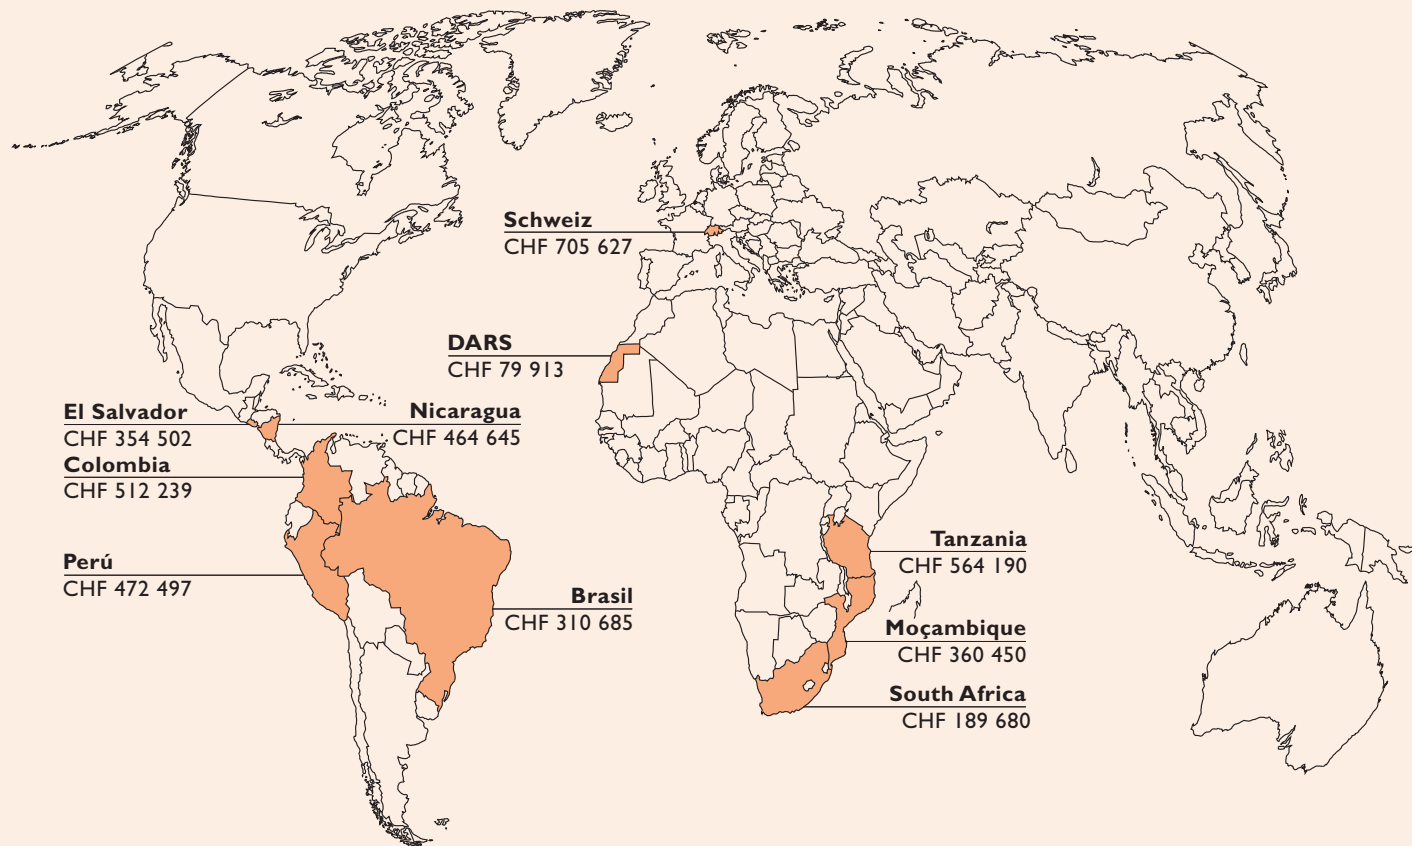 Schweiz
CHF 705 627
DARS
CHF 79 913
El Salvador
CHF 354 502
Nicaragua
CHF 464 645
Colombia
CHF 512 239
Perú
CHF 472 497
Brasil
CHF 310 685
Tanzania
CHF 564 190
Moçambique
CHF 360 450
South Africa
CHF 189 680